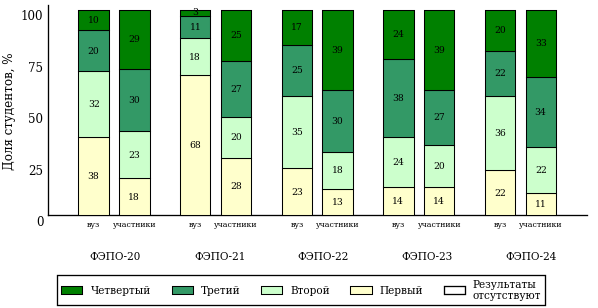 100
75
50
25
0
Доля студентов, %
10 29 3 25 17 39 24 39 20 33
20 30 11 27 25 30 38 27 22 34
32 23 18 20 35 18 24 20 36 22
38 18 68 28 23 13 14 14 22 11
вуз участники вуз участники вуз участники вуз участники вуз участники
ФЭПО-20 ФЭПО-21 ФЭПО-22 ФЭПО-23 ФЭПО-24
Четвертый Третий Второй Первый Результаты
отсутствуют